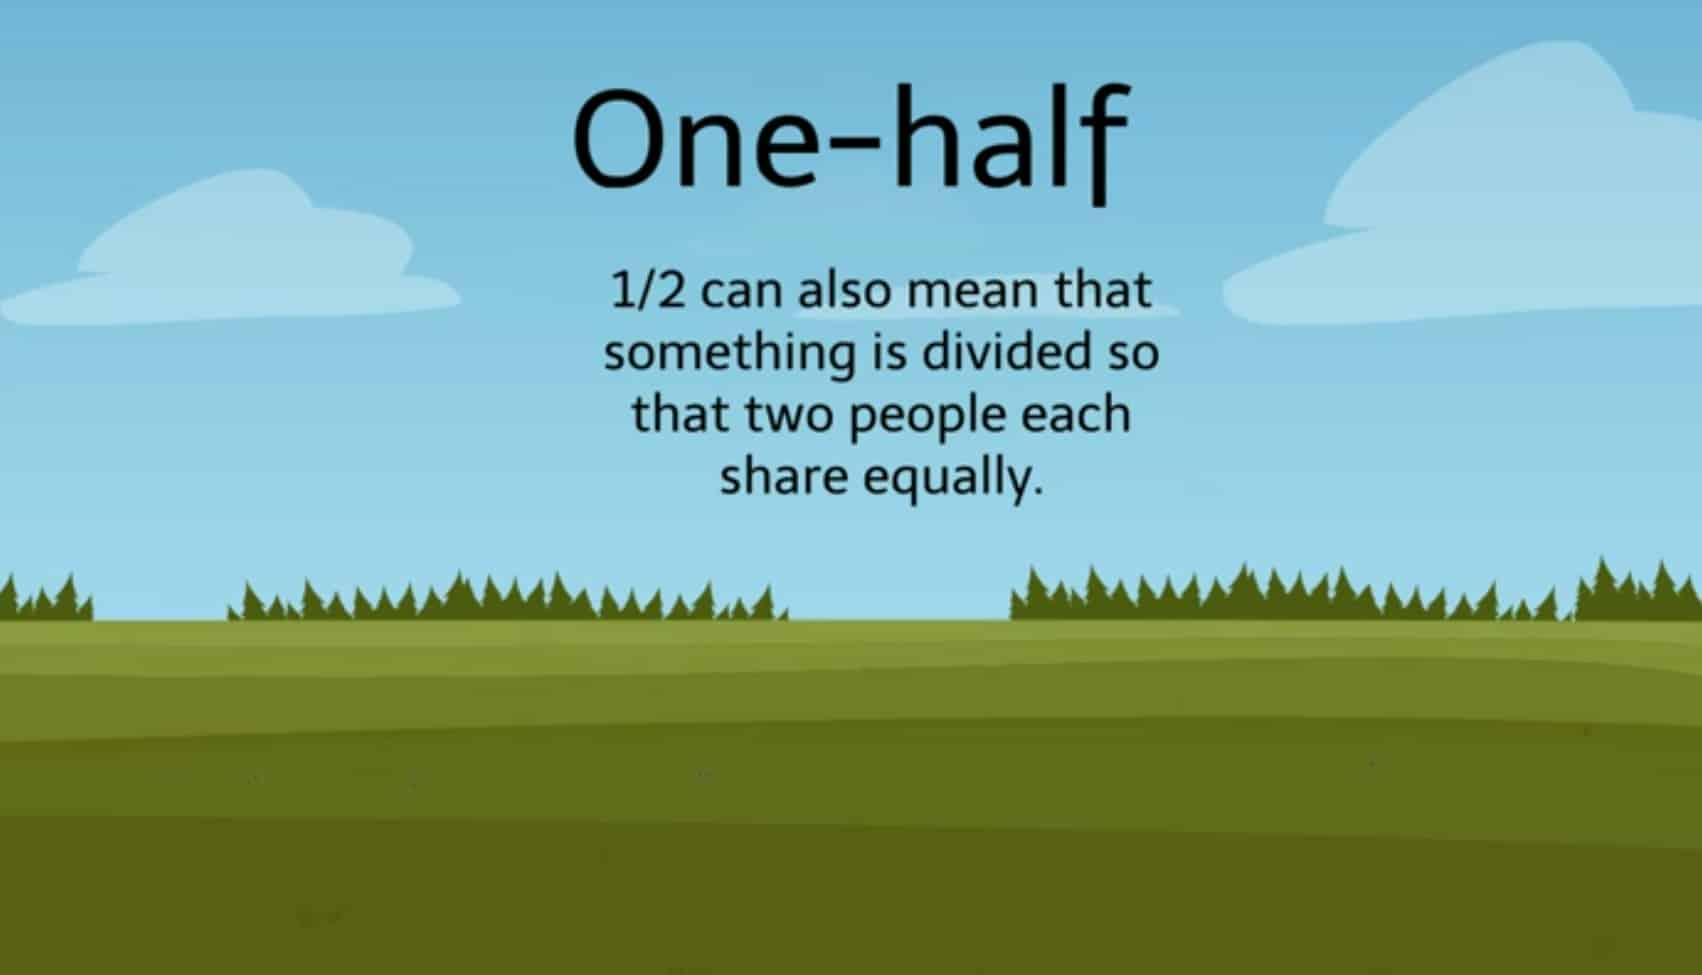 One-half
1/2 can also mean that
something is divided so
that two people each
share equally.